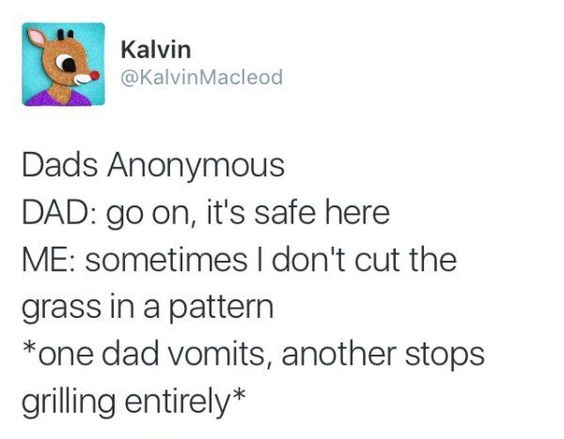 Kalvin
@KalvinMacleod
Dads Anonymous
DAD: go on, it's safe here
ME: sometimes I don't cut the
grass in a pattern
*one dad vomits, another stops
grilling entirely*